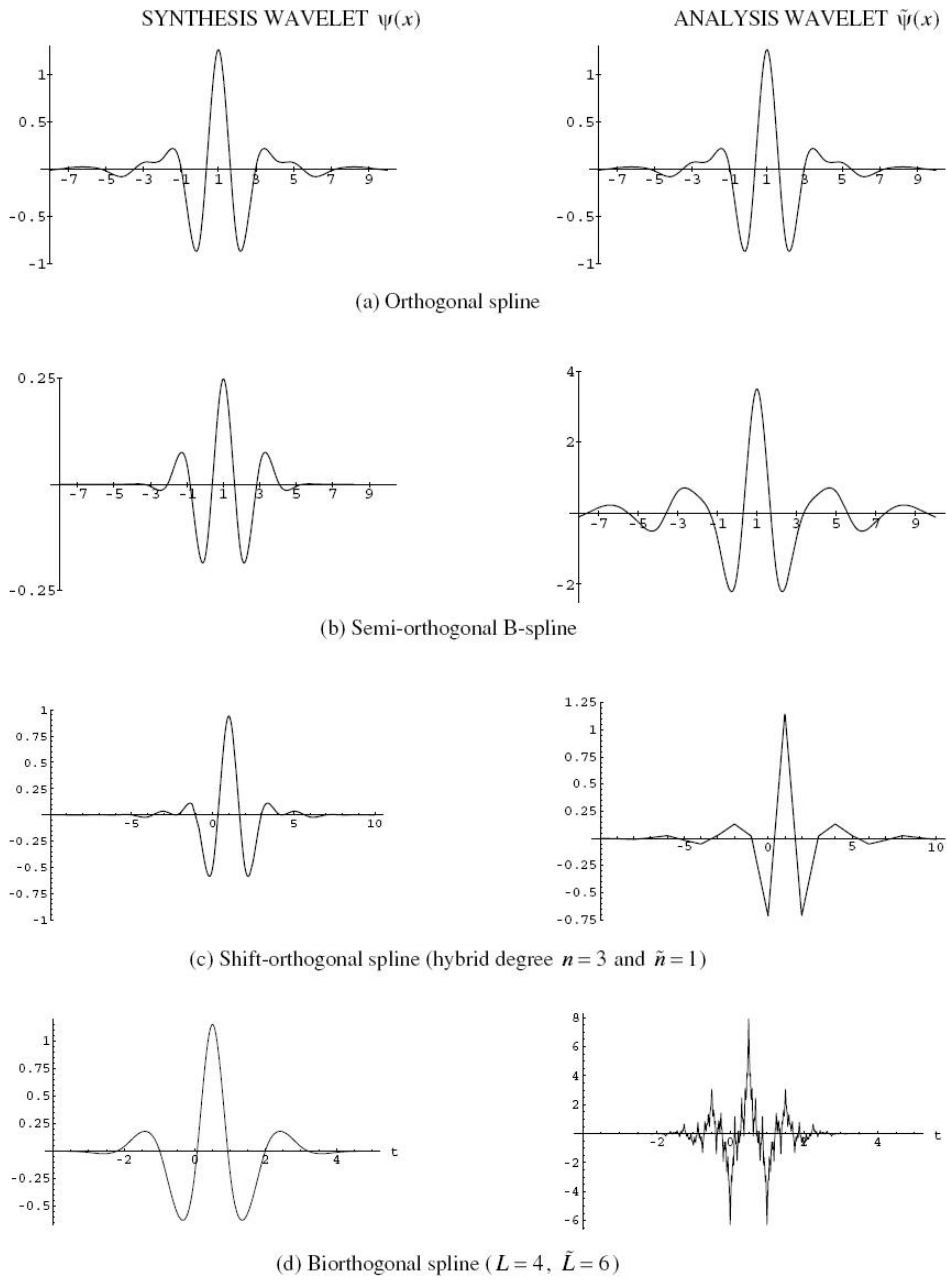 SYNTHESIS WAVELET ψ(x) ANALYSIS WAVELET ψ̃(x)
1 1
0.5 0.5
-7 -5 -3 -1 1 3 5 7 9 -7 -5 -3 -1 1 3 5 7 9
-0.5 -0.5
-1 -1
(a) Orthogonal spline
0.25 4
2
-7 -5 -3 -1 1 3 5 7 9 -7 -5 -3 -1 1 3 5 7 9
-0.25 -2
(b) Semi-orthogonal B-spline
1 1.25
0.75 1
0.5 0.75
0.25 0.5
0.25
-5 0 5 10 -5 0 5 10
-0.25 -0.25
-0.5 -0.5
-0.75 -0.75
-1
(c) Shift-orthogonal spline (hybrid degree n = 3 and ñ = 1)
1 8
0.75 6
0.5 4
0.25 2
-2 0 2 4 t -2 0 2 4 t
-0.25 -2
-0.5 -4
-6
(d) Biorthogonal spline ( L = 4, L̃ = 6)